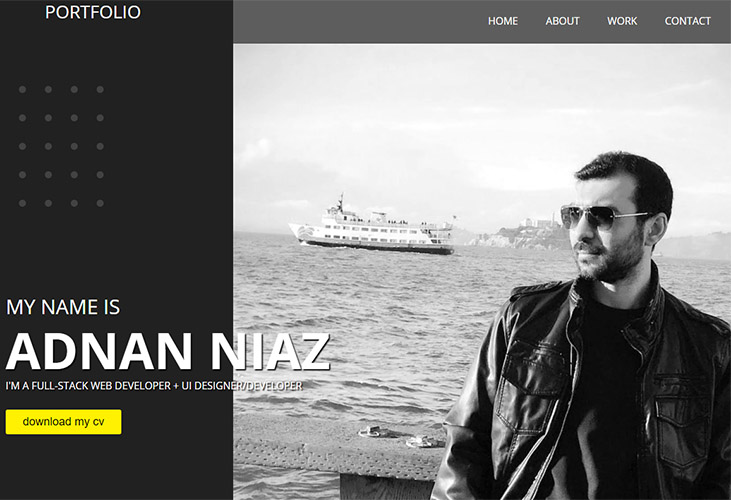 PORTFOLIO
HOME ABOUT WORK CONTACT
MY NAME IS
ADNAN NIAZ
I'M A FULL-STACK WEB DEVELOPER + UI DESIGNER/DEVELOPER
download my cv